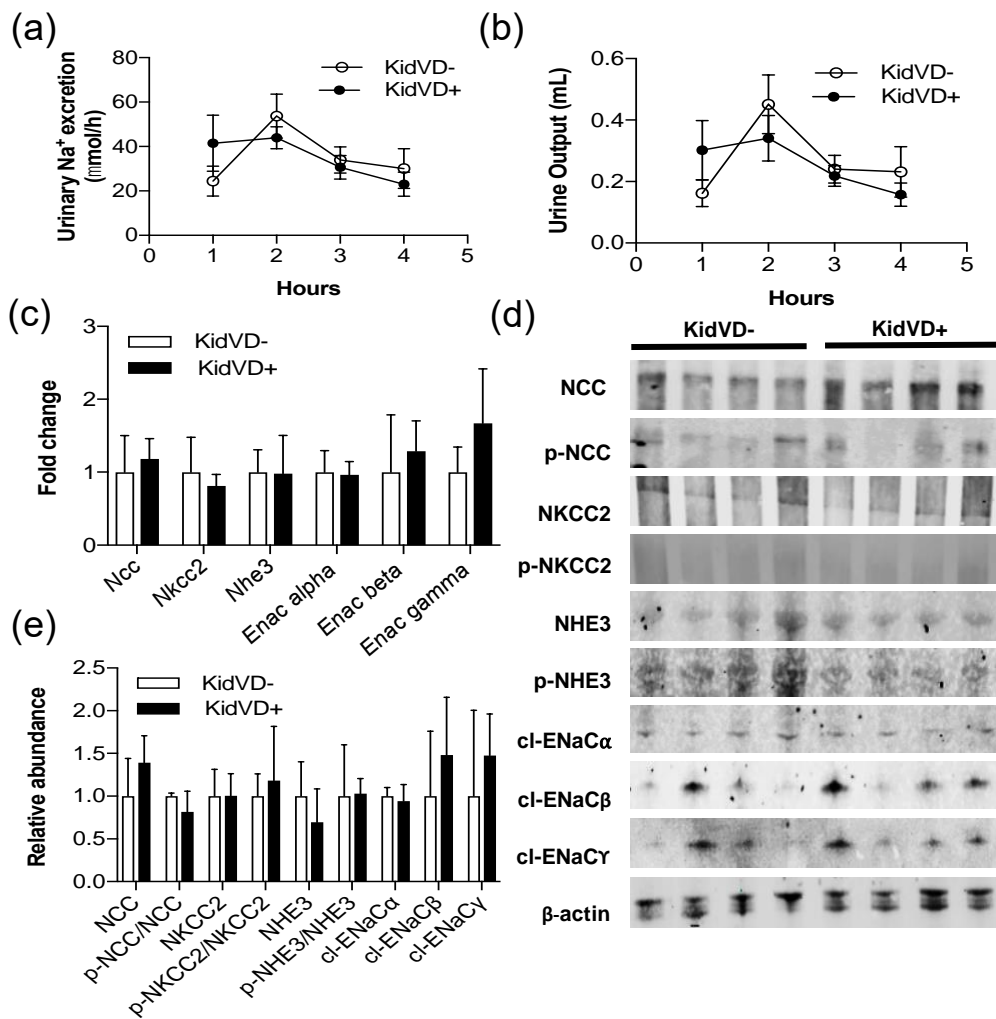 (a)
80
60
40
20
0
Urinary Na+ excretion
(mmol/h)
KidVD-
KidVD+
0 1 2 3 4 5
Hours
(b)
0.6
0.4
0.2
0.0
Urine Output (mL)
KidVD-
KidVD+
0 1 2 3 4 5
Hours
(c)
3
2
1
0
Fold change
KidVD-
KidVD+
Ncc
Nkcc2
Nhe3
Enac alpha
Enac beta
Enac gamma
(d)
KidVD- KidVD+
NCC
p-NCC
NKCC2
p-NKCC2
NHE3
p-NHE3
cl-ENaCα
cl-ENaCβ
cl-ENaCϒ
β-actin
(e)
2.5
2.0
1.5
1.0
0.5
0.0
Relative abundance
KidVD-
KidVD+
NCC
p-NCC/NCC
NKCC2
p-NKCC2/NKCC2
NHE3
p-NHE3/NHE3
cl-ENaCα
cl-ENaCβ
cl-ENaCγ